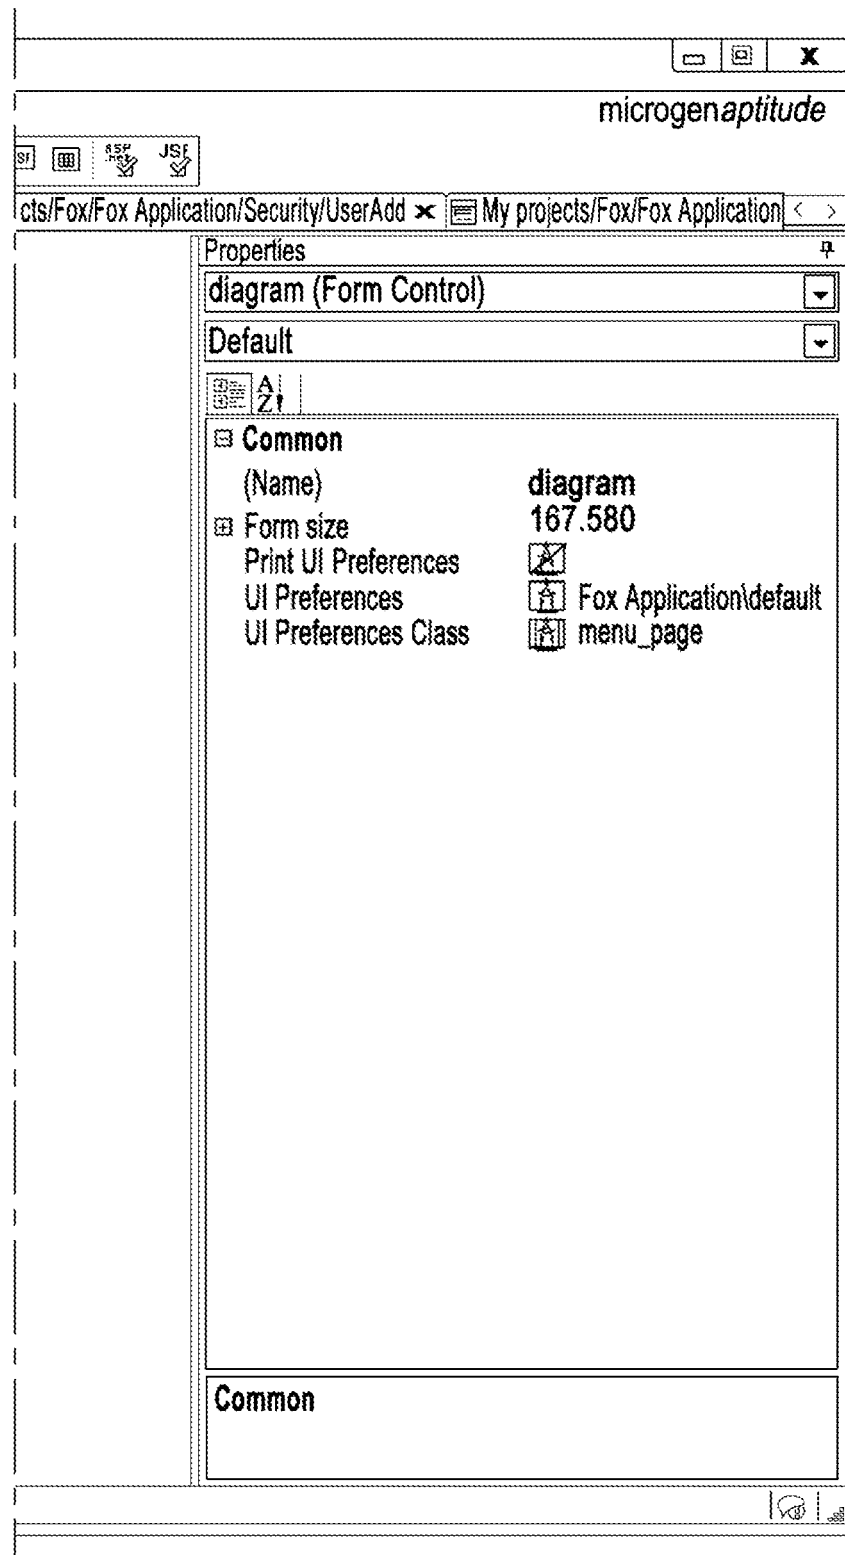 microgenaptitude
SF ASP .NET JSF
cts/Fox/Fox Application/Security/UserAdd × My projects/Fox/Fox Application < >
Properties
diagram (Form Control)
Default
A
Z
Common
(Name) diagram
Form size 167.580
Print UI Preferences
UI Preferences Fox Application\default
UI Preferences Class menu_page
Common